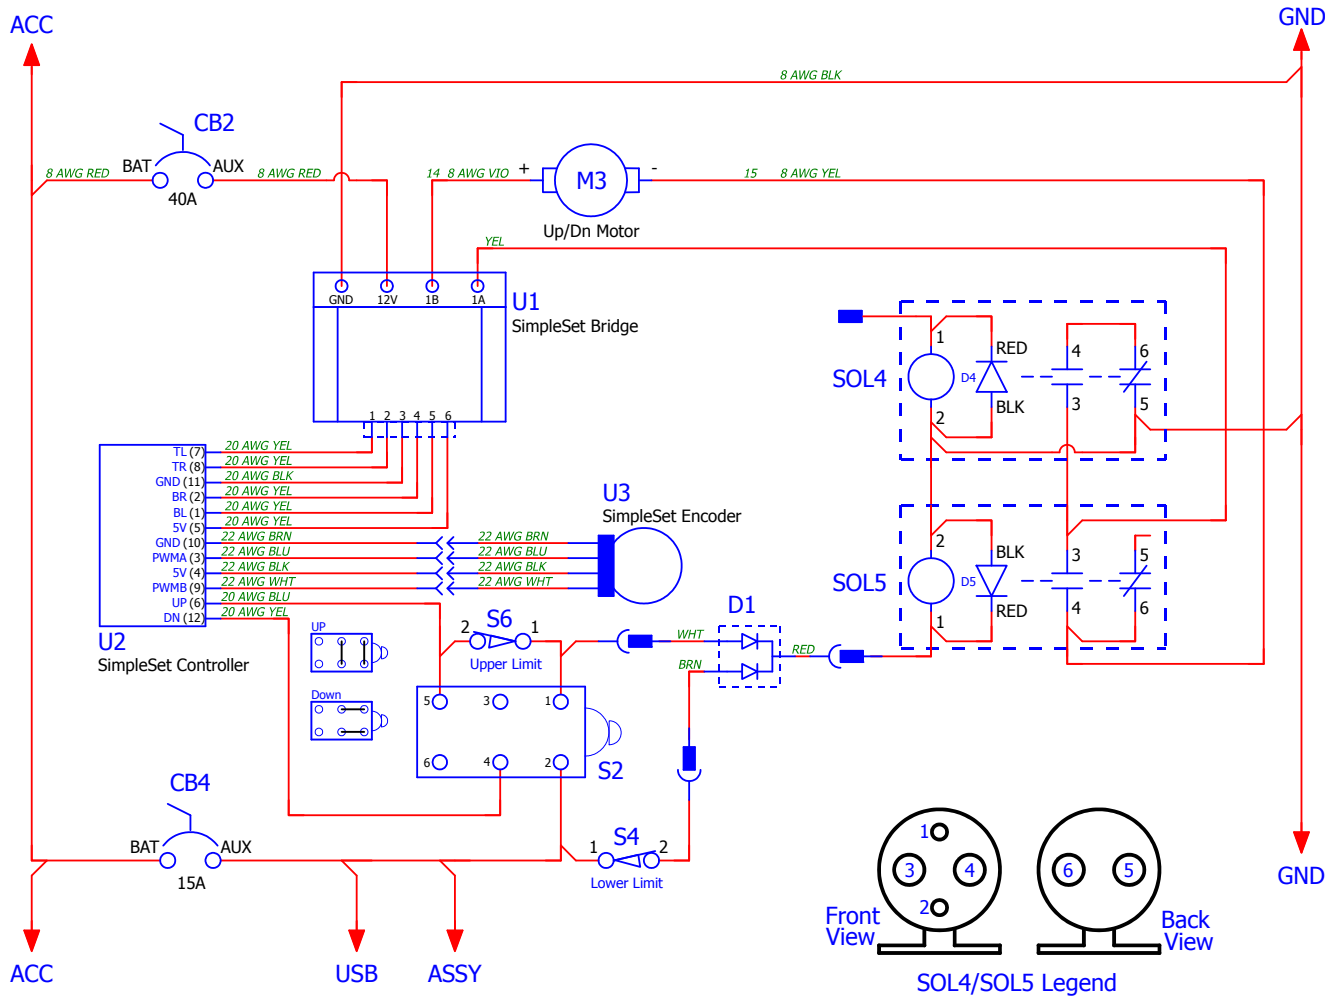 ACC
GND
8 AWG BLK
CB2
BAT
AUX
8 AWG RED
8 AWG RED
40A
14 8 AWG VIO
+
M3
-
15 8 AWG YEL
Up/Dn Motor
YEL
GND
12V
1B
1A
U1
SimpleSet Bridge
1
RED
4
6
SOL4
D4
BLK
3
5
2
1 2 3 4 5 6
TL (7)
20 AWG YEL
TR (8)
20 AWG YEL
GND (11)
20 AWG BLK
BR (2)
20 AWG YEL
BL (1)
20 AWG YEL
5V (5)
20 AWG YEL
GND (10)
22 AWG BRN
22 AWG BRN
PWMA (3)
22 AWG BLU
22 AWG BLU
5V (4)
22 AWG BLK
22 AWG BLK
PWMB (9)
22 AWG WHT
22 AWG WHT
UP (6)
20 AWG BLU
DN (12)
20 AWG YEL
U2
SimpleSet Controller
U3
SimpleSet Encoder
2
BLK
3
5
SOL5
D5
RED
4
6
1
D1
WHT
BRN
RED
S6
2
1
Upper Limit
UP
Down
5
3
1
6
4
2
S2
CB4
BAT
AUX
15A
S4
1
2
Lower Limit
1
3
4
2
6
5
Front
View
Back
View
SOL4/SOL5 Legend
GND
ACC
USB
ASSY